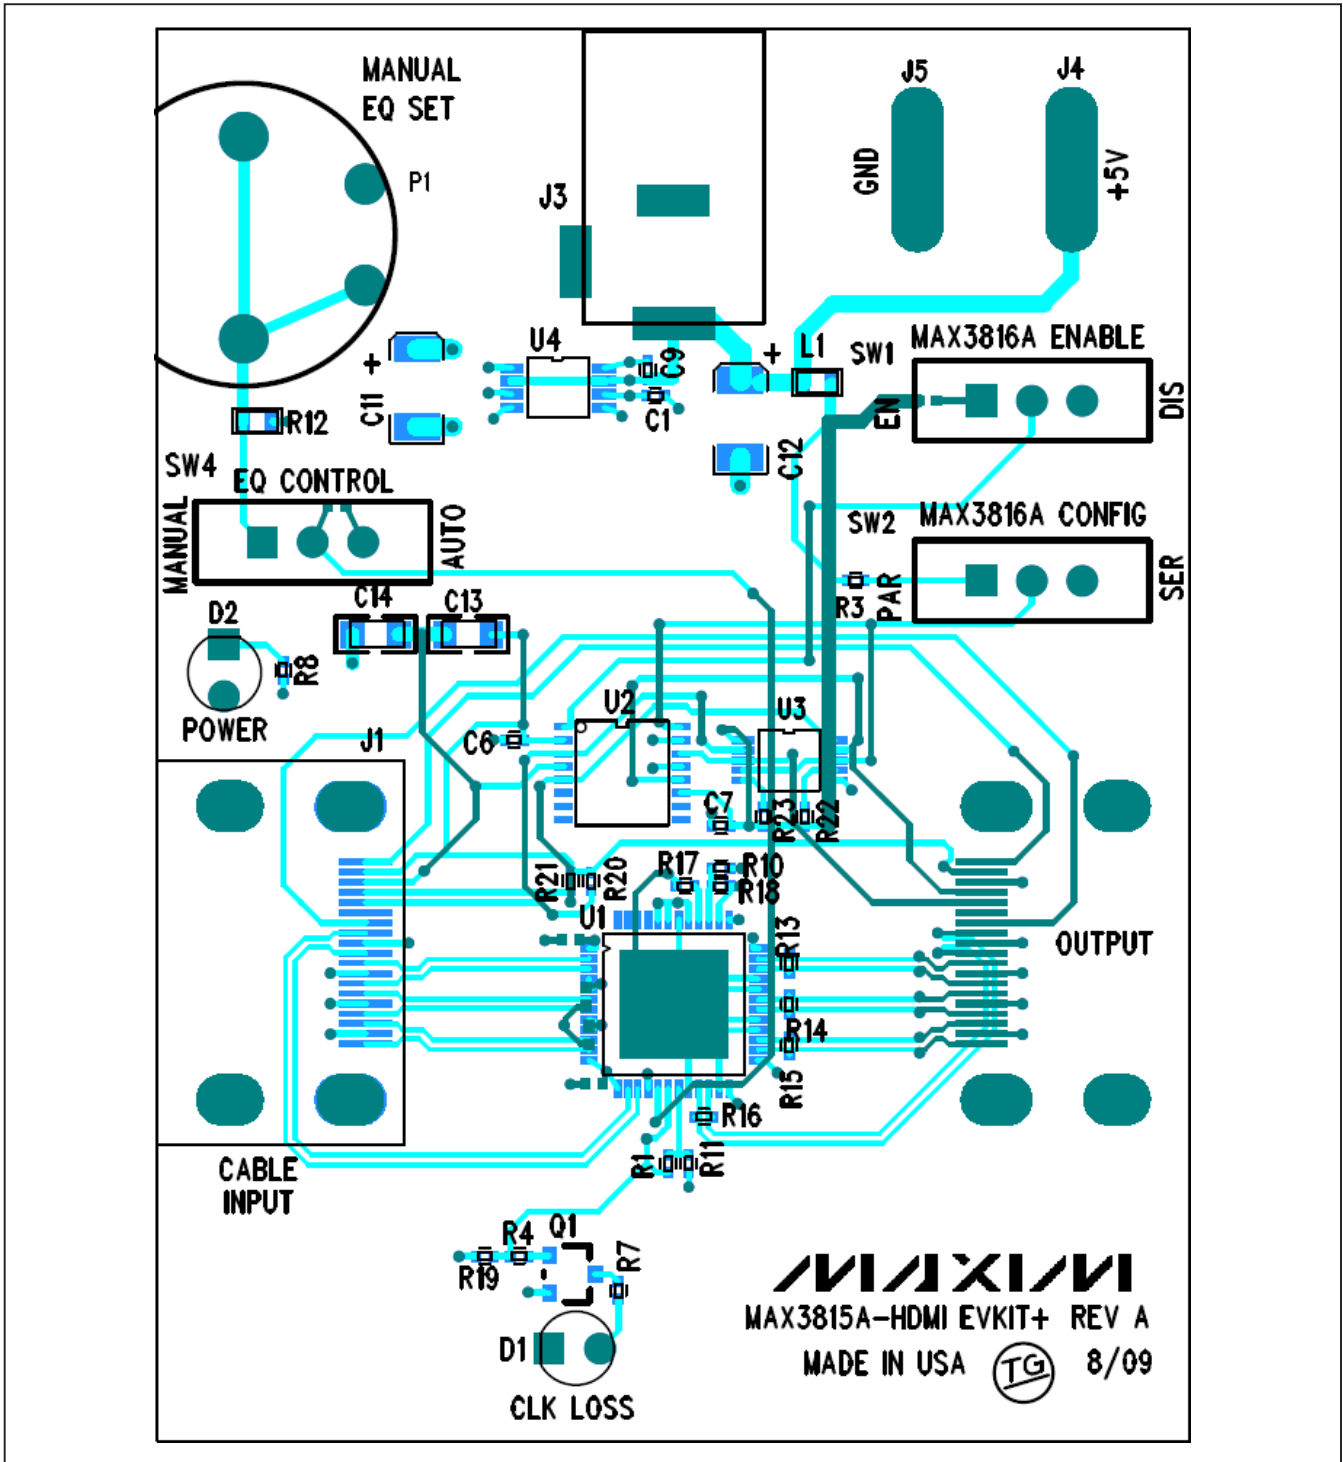 MANUAL
EQ SET
P1
J3
J5
J4
GND
+5V
U4
C9
C1
+
C11
+
L1
C12
SW1
MAX3816A ENABLE
EN
DIS
R12
SW4
EQ CONTROL
MANUAL
AUTO
SW2
MAX3816A CONFIG
R3
PAR
SER
D2
R8
POWER
C14
C13
U2
U3
J1
C6
C7
R23
R22
R21
R20
R17
R10
R18
U1
R13
R14
R15
R16
OUTPUT
R1
R11
CABLE
INPUT
R4
Q1
R19
R7
D1
CLK LOSS
MAXIM
MAX3815A-HDMI EVKIT+ REV A
MADE IN USA TG 8/09